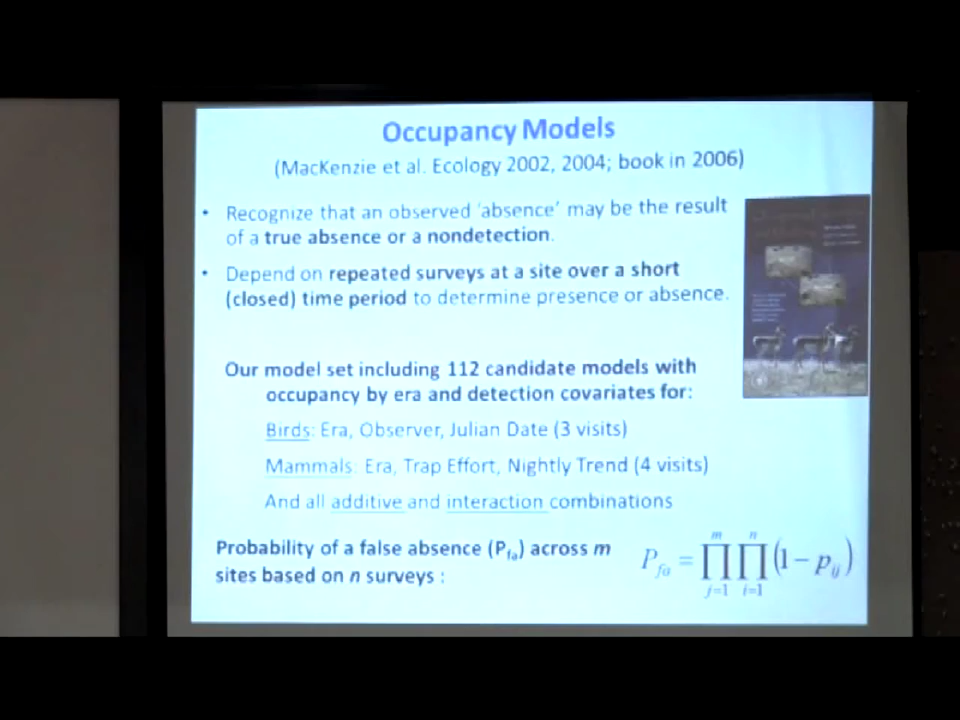 Occupancy Models
(MacKenzie et al. Ecology 2002, 2004; book in 2006)
• Recognize that an observed 'absence' may be the result
of a true absence or a nondetection.
• Depend on repeated surveys at a site over a short
(closed) time period to determine presence or absence.
Our model set including 112 candidate models with
occupancy by era and detection covariates for:
Birds: Era, Observer, Julian Date (3 visits)
Mammals: Era, Trap Effort, Nightly Trend (4 visits)
And all additive and interaction combinations
Probability of a false absence (Pfa) across m
sites based on n surveys :
P_fa = ∏_{j=1}^{m} ∏_{i=1}^{n} (1 − p_ij)